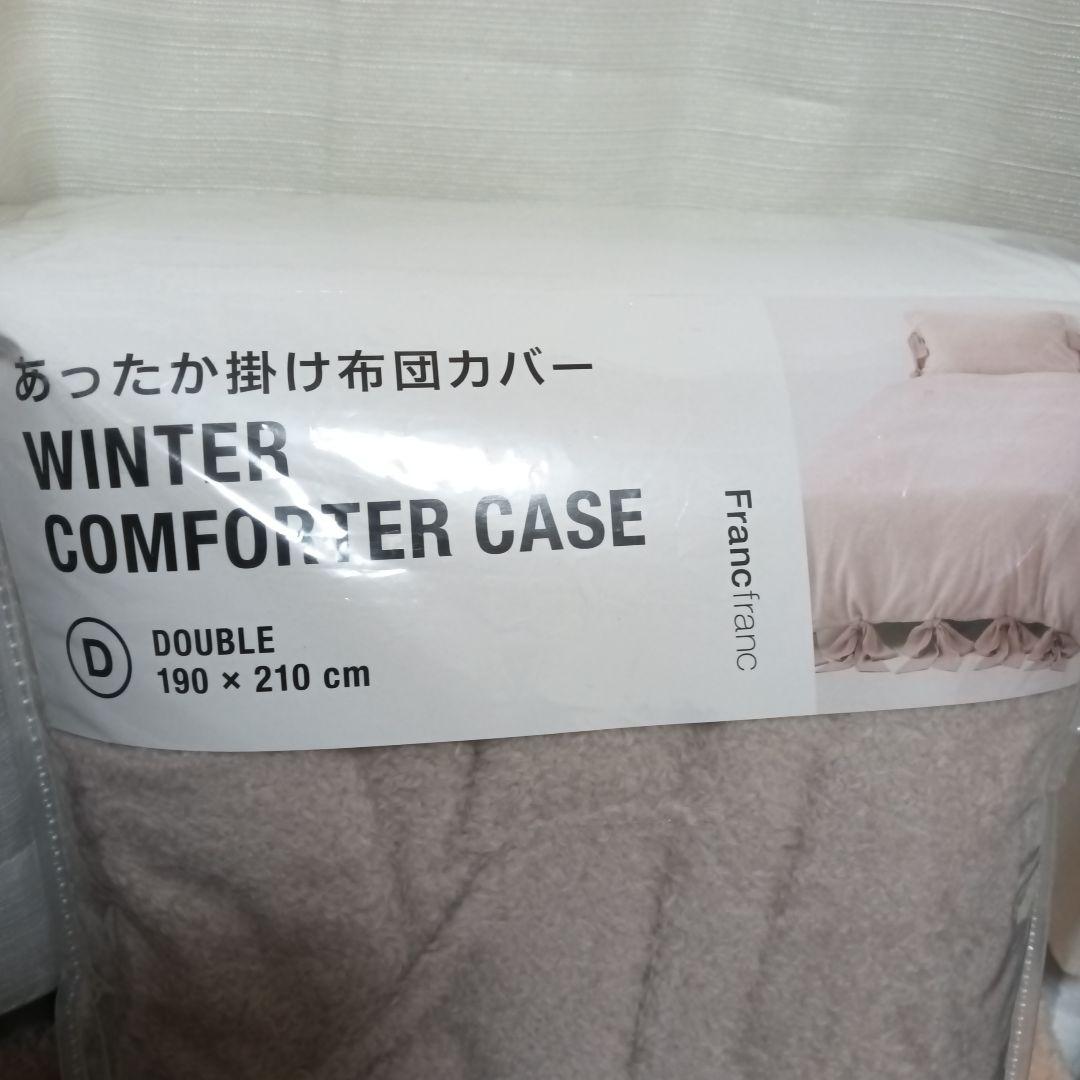 あったか掛け布団カバー
WINTER
COMFORTER CASE
D
DOUBLE
190 × 210 cm
Francfranc